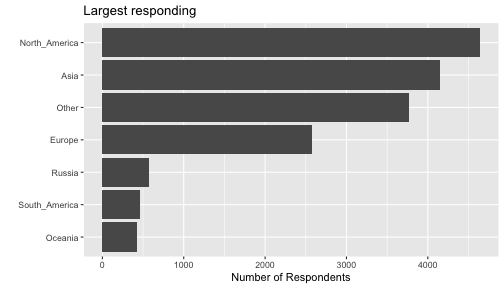 Largest responding
North_America
Asia
Other
Europe
Russia
South_America
Oceania
0 1000 2000 3000 4000
Number of Respondents